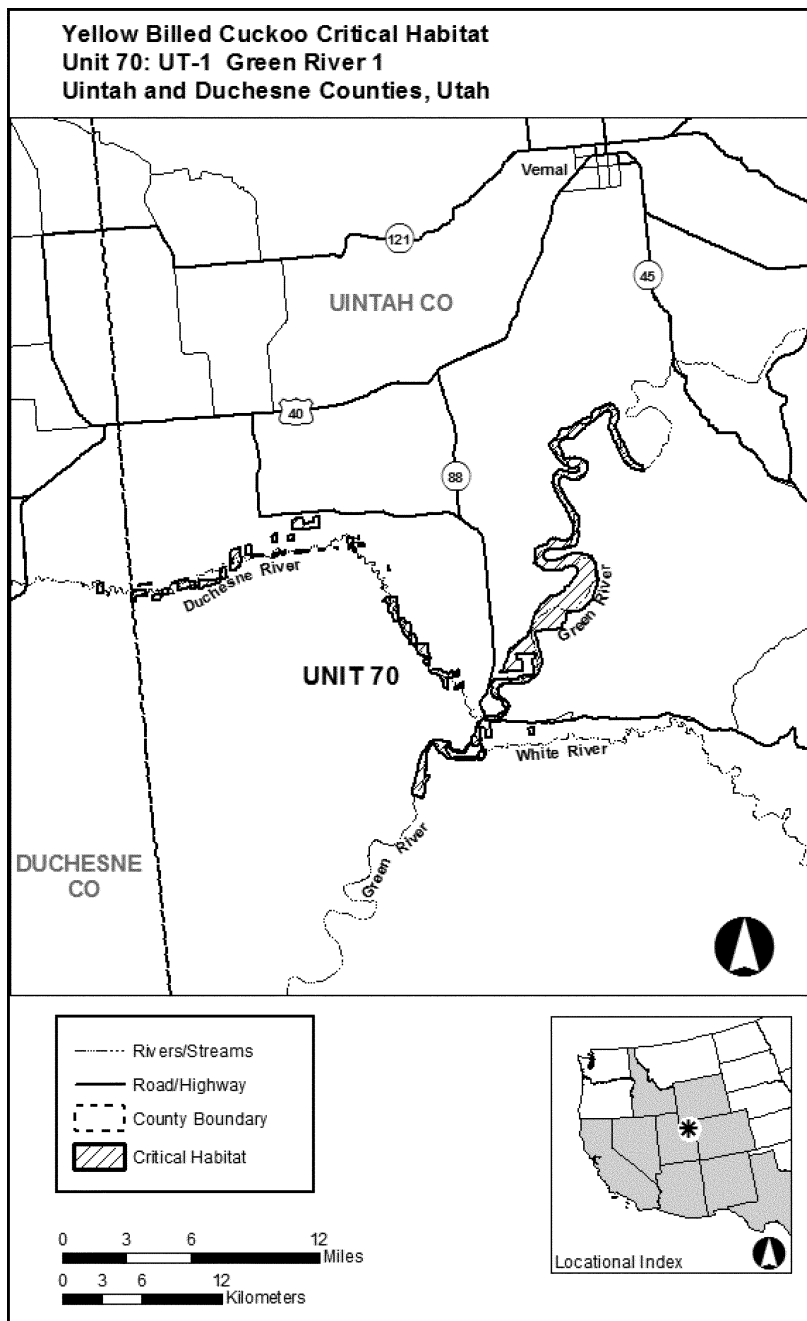 Yellow Billed Cuckoo Critical Habitat
Unit 70: UT-1 Green River 1
Uintah and Duchesne Counties, Utah
Vernal
121
45
UINTAH CO
40
88
Duchesne River
Green River
UNIT 70
White River
Green River
DUCHESNE
CO
Rivers/Streams
Road/Highway
County Boundary
Critical Habitat
0 3 6 12
Miles
0 3 6 12
Kilometers
Locational Index